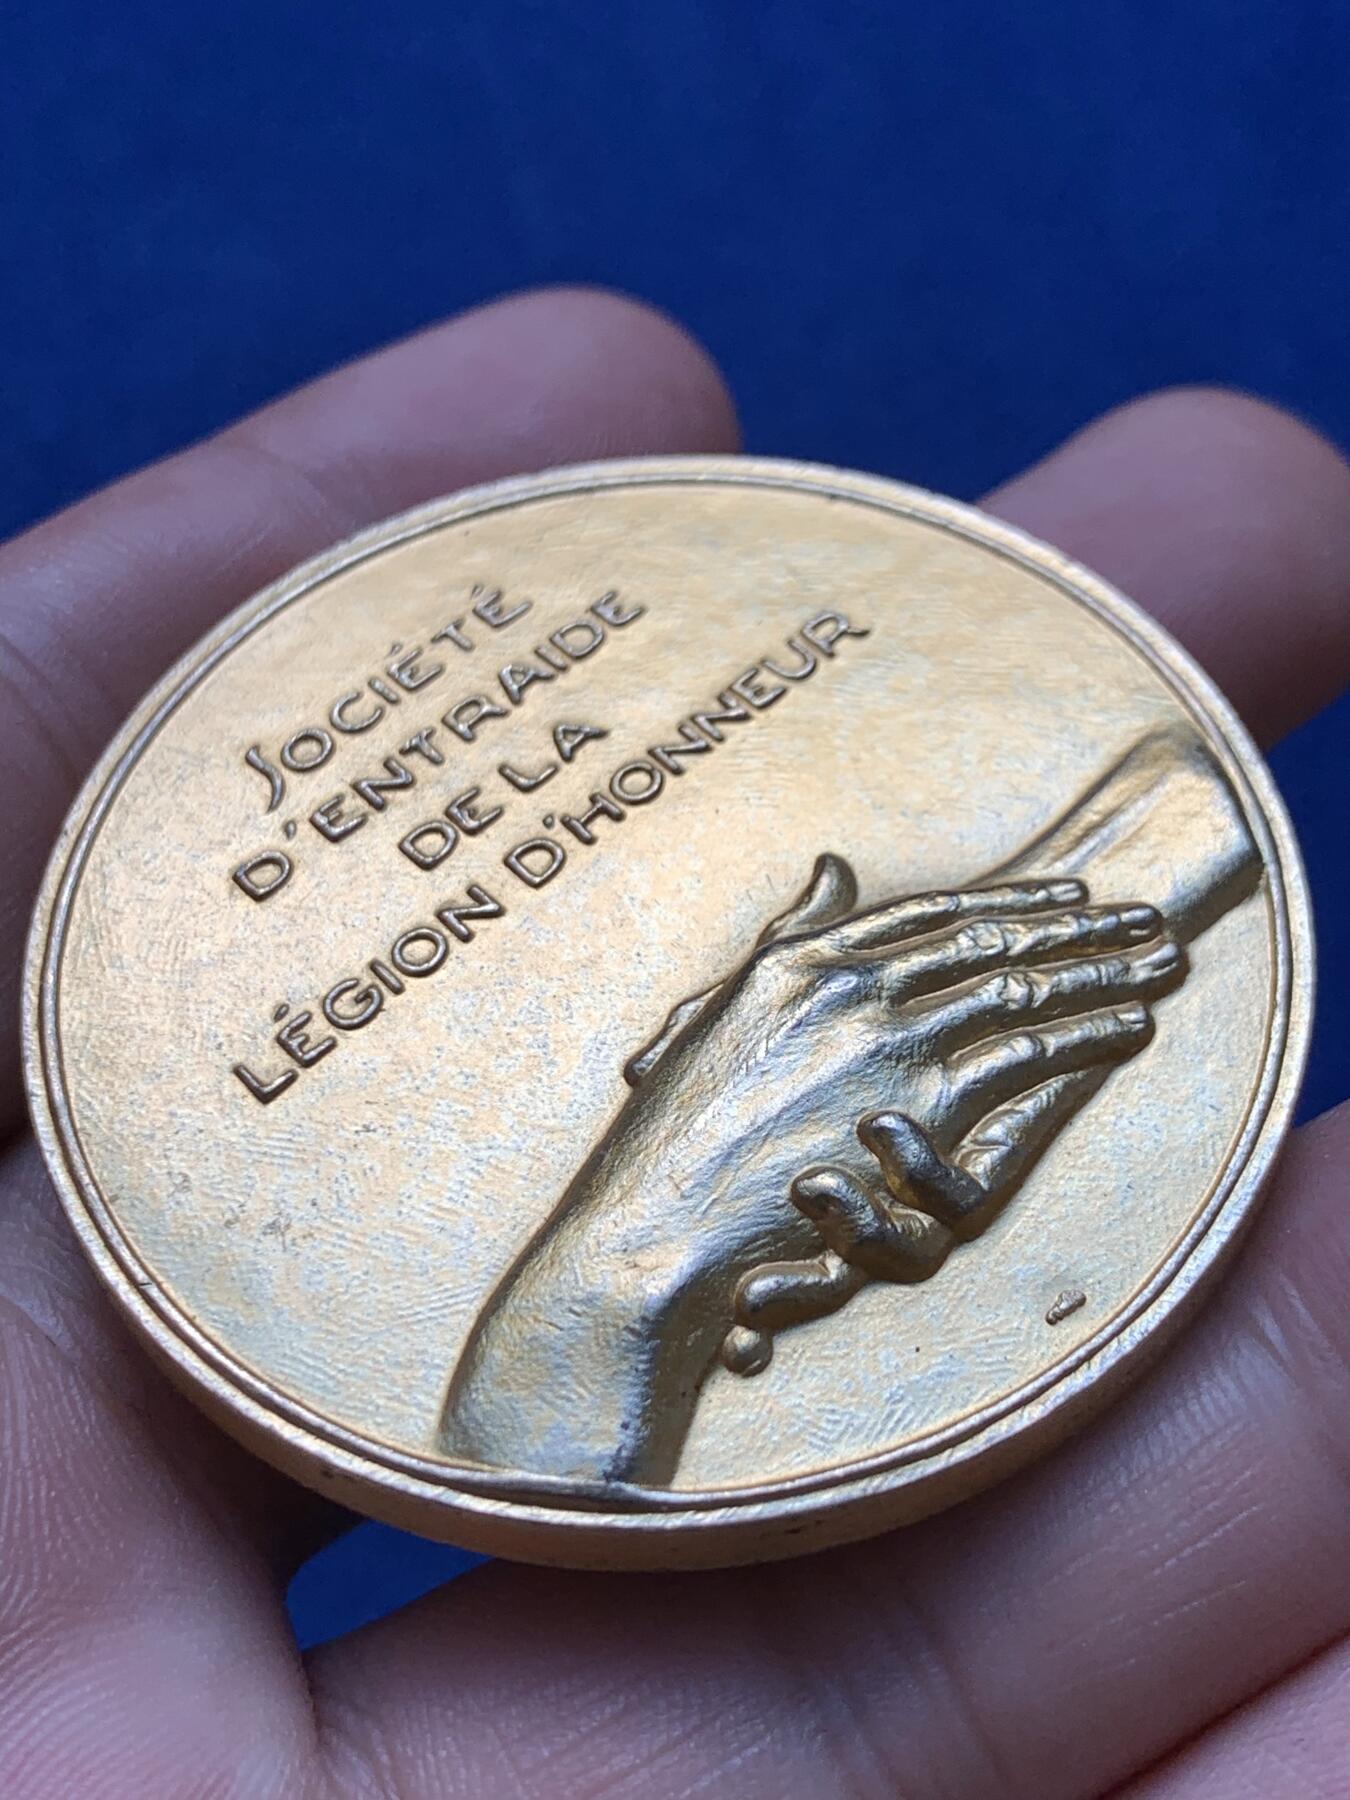 SOCIÉTÉ
D'ENTRAIDE
DE LA
LÉGION D'HONNEUR